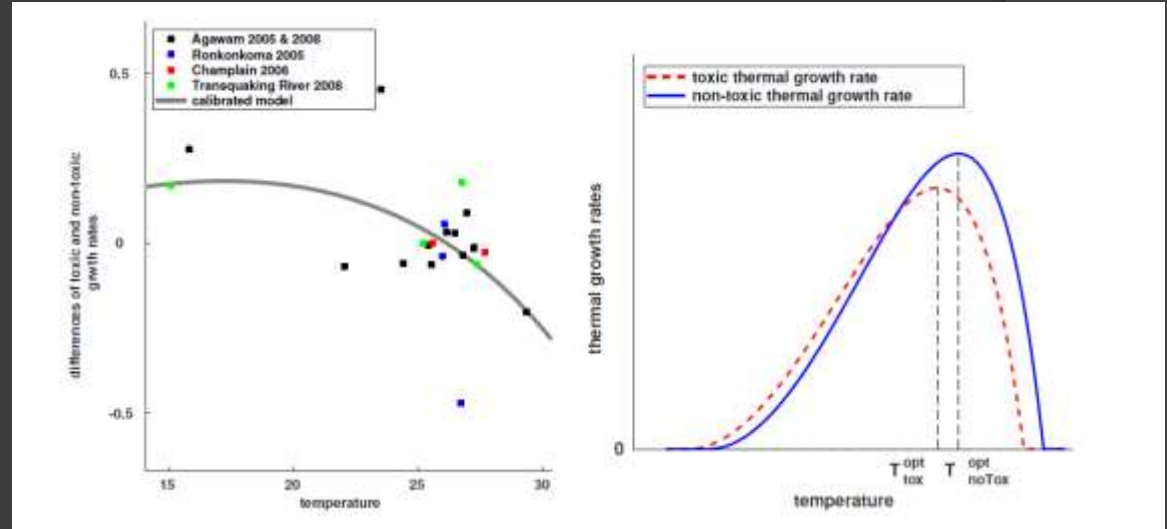 Agawam 2005 & 2008
Ronkonkoma 2005
Champlain 2006
Transquaking River 2008
calibrated model
0.5
0
-0.5
differences of toxic and non-toxic
grwth rates
15
20
25
30
temperature
toxic thermal growth rate
non-toxic thermal growth rate
thermal growth rates
0
T opt tox T opt noTox
temperature